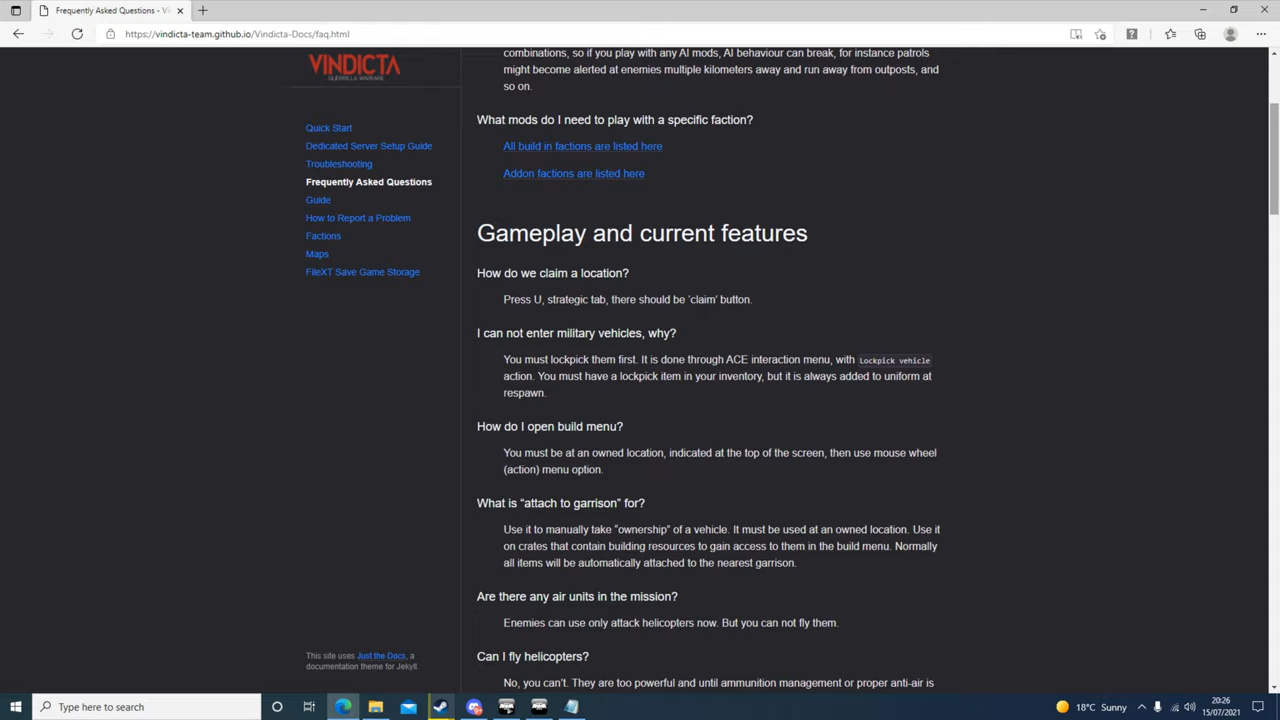 Frequently Asked Questions - Vi
https://vindicta-team.github.io/Vindicta-Docs/faq.html
VINDICTA
GUERRILLA WARFARE
Quick Start
Dedicated Server Setup Guide
Troubleshooting
Frequently Asked Questions
Guide
How to Report a Problem
Factions
Maps
FileXT Save Game Storage
This site uses Just the Docs, a
documentation theme for Jekyll.
combinations, so if you play with any AI mods, AI behaviour can break, for instance patrols
might become alerted at enemies multiple kilometers away and run away from outposts, and
so on.
What mods do I need to play with a specific faction?
All build in factions are listed here
Addon factions are listed here
Gameplay and current features
How do we claim a location?
Press U, strategic tab, there should be ‘claim’ button.
I can not enter military vehicles, why?
You must lockpick them first. It is done through ACE interaction menu, with Lockpick vehicle
action. You must have a lockpick item in your inventory, but it is always added to uniform at
respawn.
How do I open build menu?
You must be at an owned location, indicated at the top of the screen, then use mouse wheel
(action) menu option.
What is “attach to garrison” for?
Use it to manually take “ownership” of a vehicle. It must be used at an owned location. Use it
on crates that contain building resources to gain access to them in the build menu. Normally
all items will be automatically attached to the nearest garrison.
Are there any air units in the mission?
Enemies can use only attack helicopters now. But you can not fly them.
Can I fly helicopters?
No, you can’t. They are too powerful and until ammunition management or proper anti-air is
Type here to search
18°C Sunny
20:26
15/07/2021